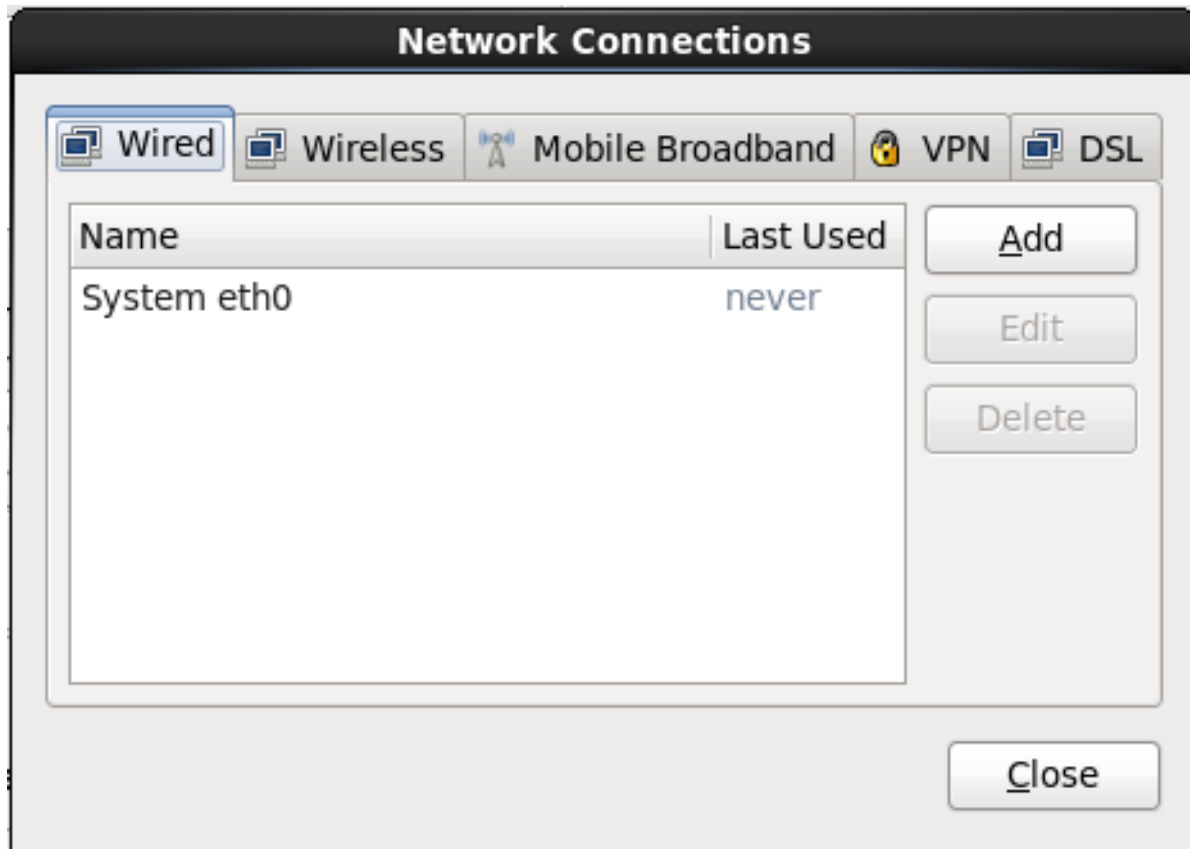 Network Connections
Wired Wireless Mobile Broadband VPN DSL
Name Last Used Add
System eth0 never
Edit
Delete
Close